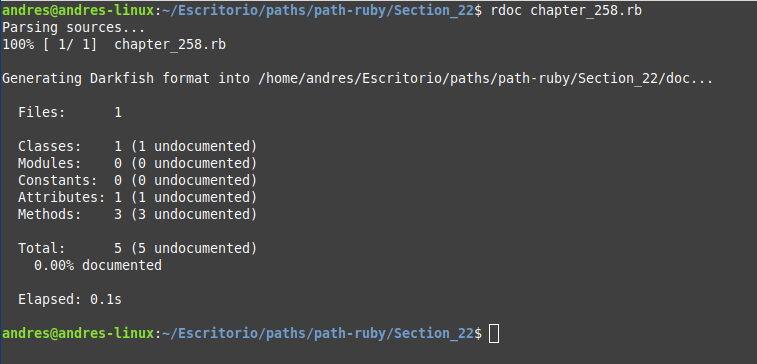 andres@andres-linux:~/Escritorio/paths/path-ruby/Section_22$ rdoc chapter_258.rb
Parsing sources...
100% [ 1/ 1]  chapter_258.rb
Generating Darkfish format into /home/andres/Escritorio/paths/path-ruby/Section_22/doc...
  Files:      1
  Classes:    1 (1 undocumented)
  Modules:    0 (0 undocumented)
  Constants:  0 (0 undocumented)
  Attributes: 1 (1 undocumented)
  Methods:    3 (3 undocumented)
  Total:      5 (5 undocumented)
    0.00% documented
  Elapsed: 0.1s
andres@andres-linux:~/Escritorio/paths/path-ruby/Section_22$